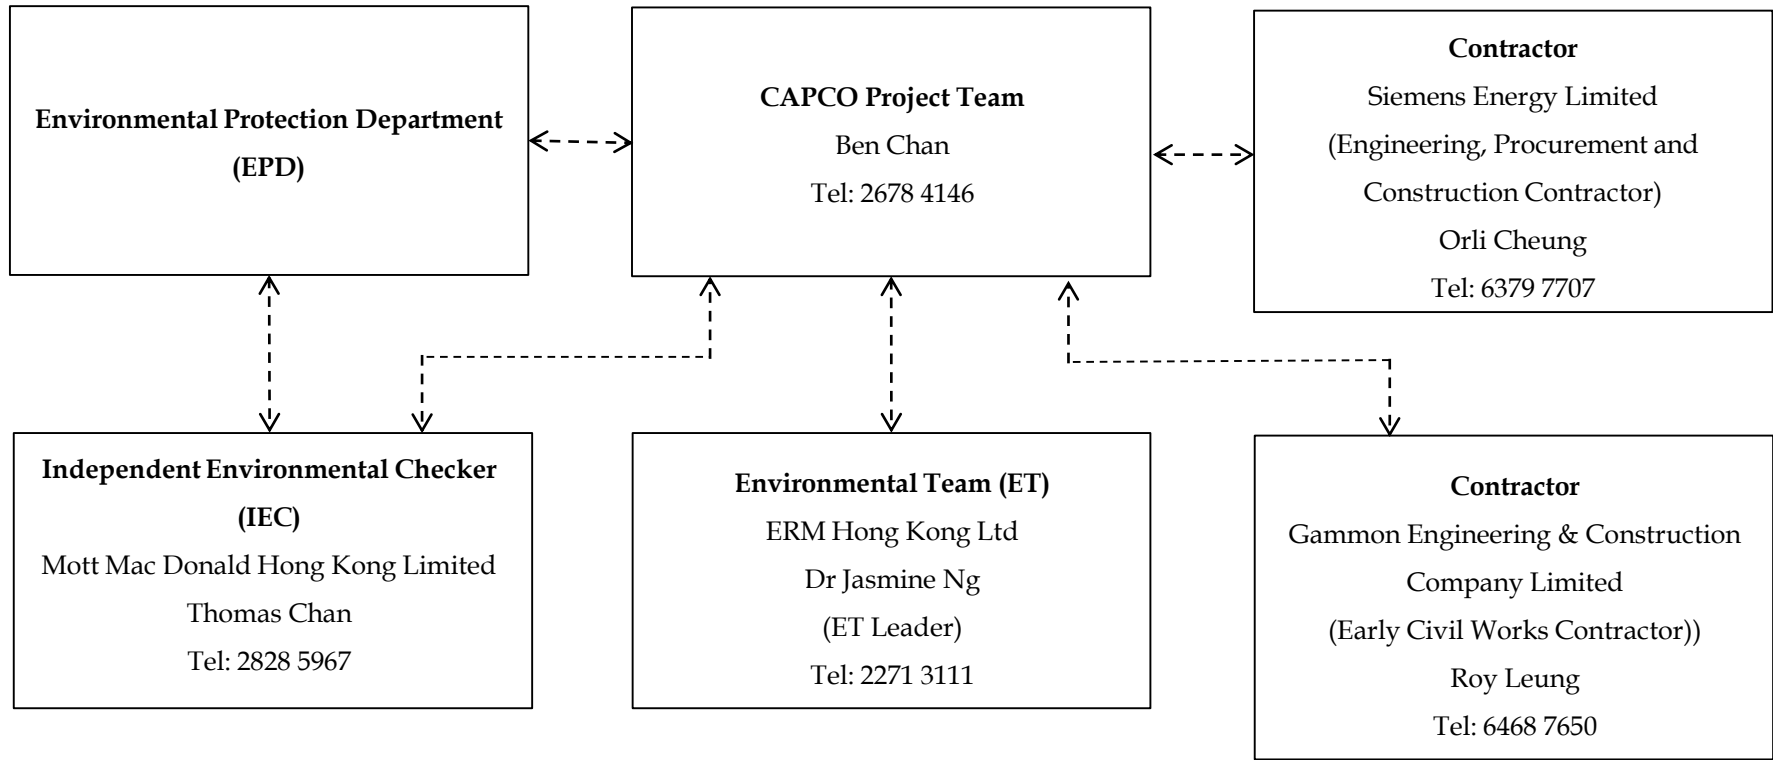 Environmental Protection Department
(EPD)
CAPCO Project Team
Ben Chan
Tel: 2678 4146
Contractor
Siemens Energy Limited
(Engineering, Procurement and
Construction Contractor)
Orli Cheung
Tel: 6379 7707
Independent Environmental Checker
(IEC)
Mott Mac Donald Hong Kong Limited
Thomas Chan
Tel: 2828 5967
Environmental Team (ET)
ERM Hong Kong Ltd
Dr Jasmine Ng
(ET Leader)
Tel: 2271 3111
Contractor
Gammon Engineering & Construction
Company Limited
(Early Civil Works Contractor))
Roy Leung
Tel: 6468 7650